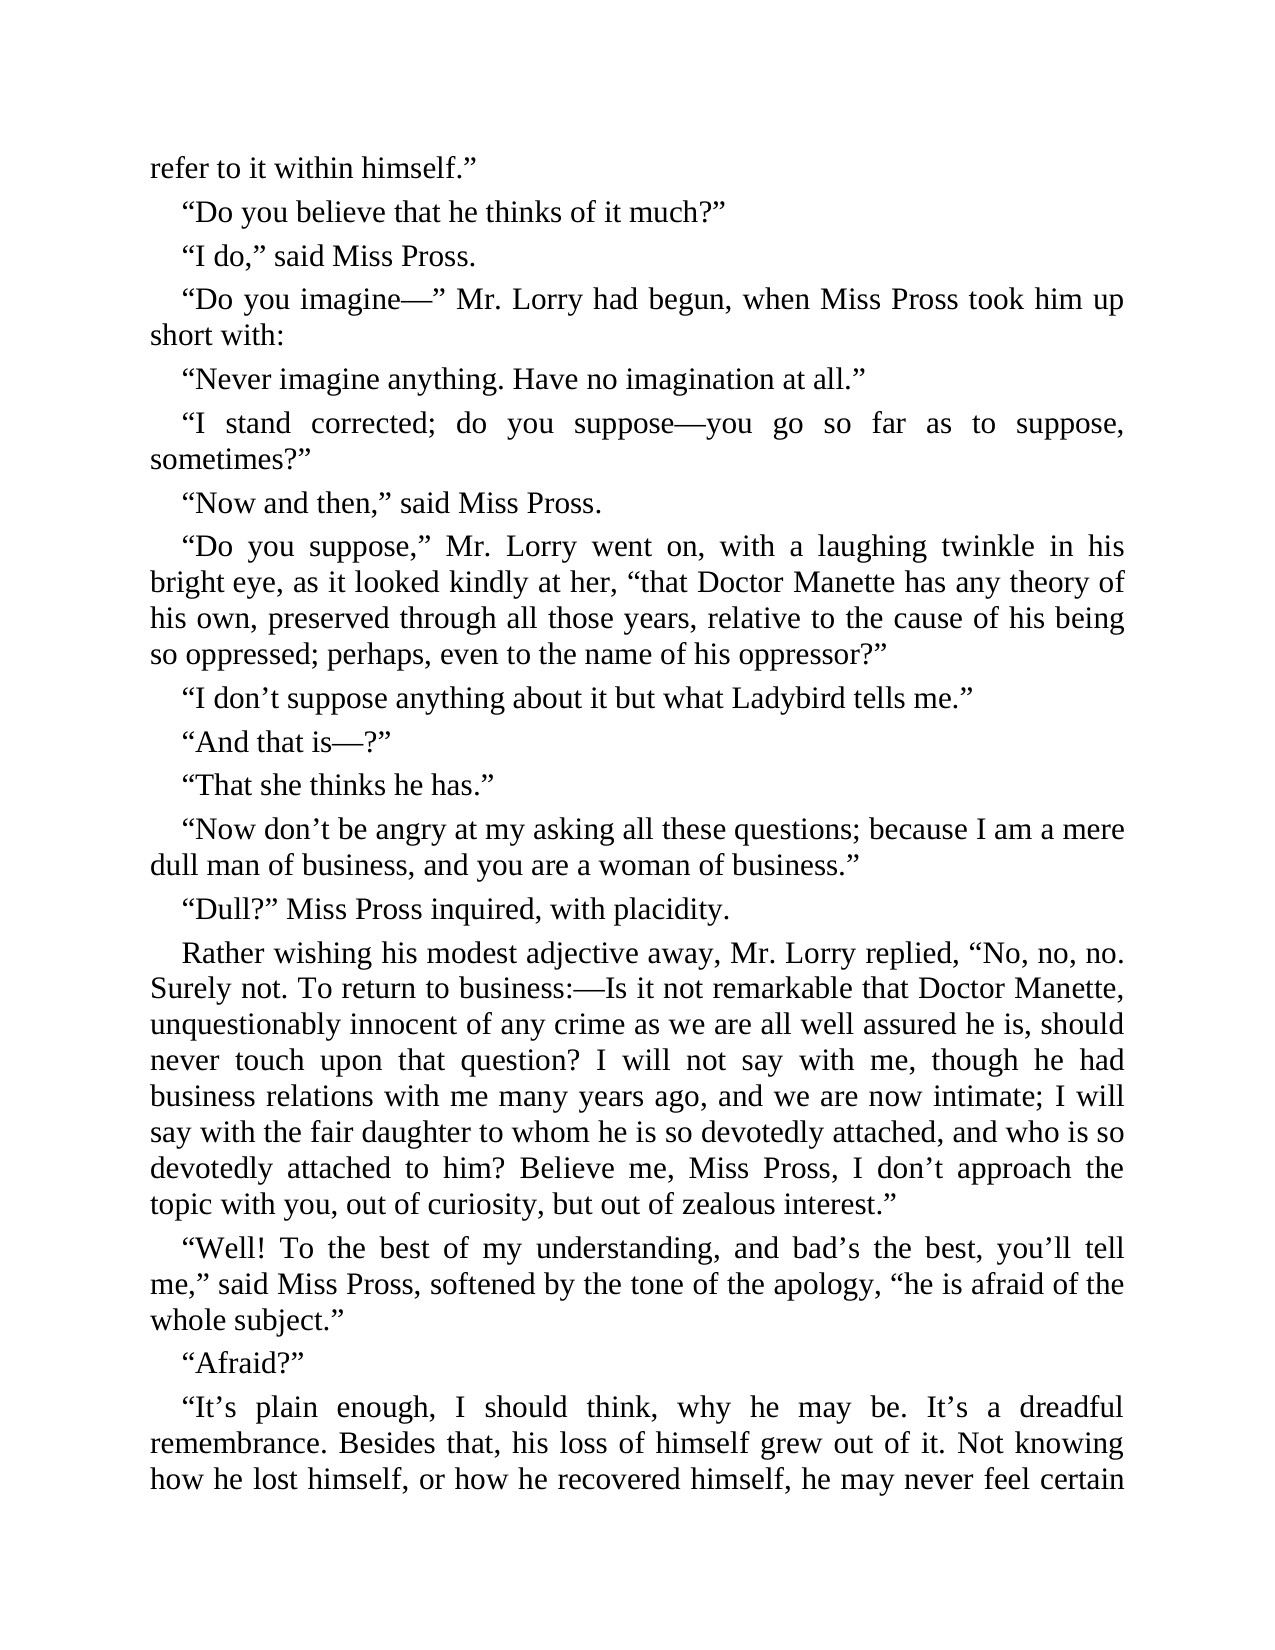 refer to it within himself.”
“Do you believe that he thinks of it much?”
“I do,” said Miss Pross.
“Do you imagine—” Mr. Lorry had begun, when Miss Pross took him up
short with:
“Never imagine anything. Have no imagination at all.”
“I stand corrected; do you suppose—you go so far as to suppose,
sometimes?”
“Now and then,” said Miss Pross.
“Do you suppose,” Mr. Lorry went on, with a laughing twinkle in his
bright eye, as it looked kindly at her, “that Doctor Manette has any theory of
his own, preserved through all those years, relative to the cause of his being
so oppressed; perhaps, even to the name of his oppressor?”
“I don’t suppose anything about it but what Ladybird tells me.”
“And that is—?”
“That she thinks he has.”
“Now don’t be angry at my asking all these questions; because I am a mere
dull man of business, and you are a woman of business.”
“Dull?” Miss Pross inquired, with placidity.
Rather wishing his modest adjective away, Mr. Lorry replied, “No, no, no.
Surely not. To return to business:—Is it not remarkable that Doctor Manette,
unquestionably innocent of any crime as we are all well assured he is, should
never touch upon that question? I will not say with me, though he had
business relations with me many years ago, and we are now intimate; I will
say with the fair daughter to whom he is so devotedly attached, and who is so
devotedly attached to him? Believe me, Miss Pross, I don’t approach the
topic with you, out of curiosity, but out of zealous interest.”
“Well! To the best of my understanding, and bad’s the best, you’ll tell
me,” said Miss Pross, softened by the tone of the apology, “he is afraid of the
whole subject.”
“Afraid?”
“It’s plain enough, I should think, why he may be. It’s a dreadful
remembrance. Besides that, his loss of himself grew out of it. Not knowing
how he lost himself, or how he recovered himself, he may never feel certain